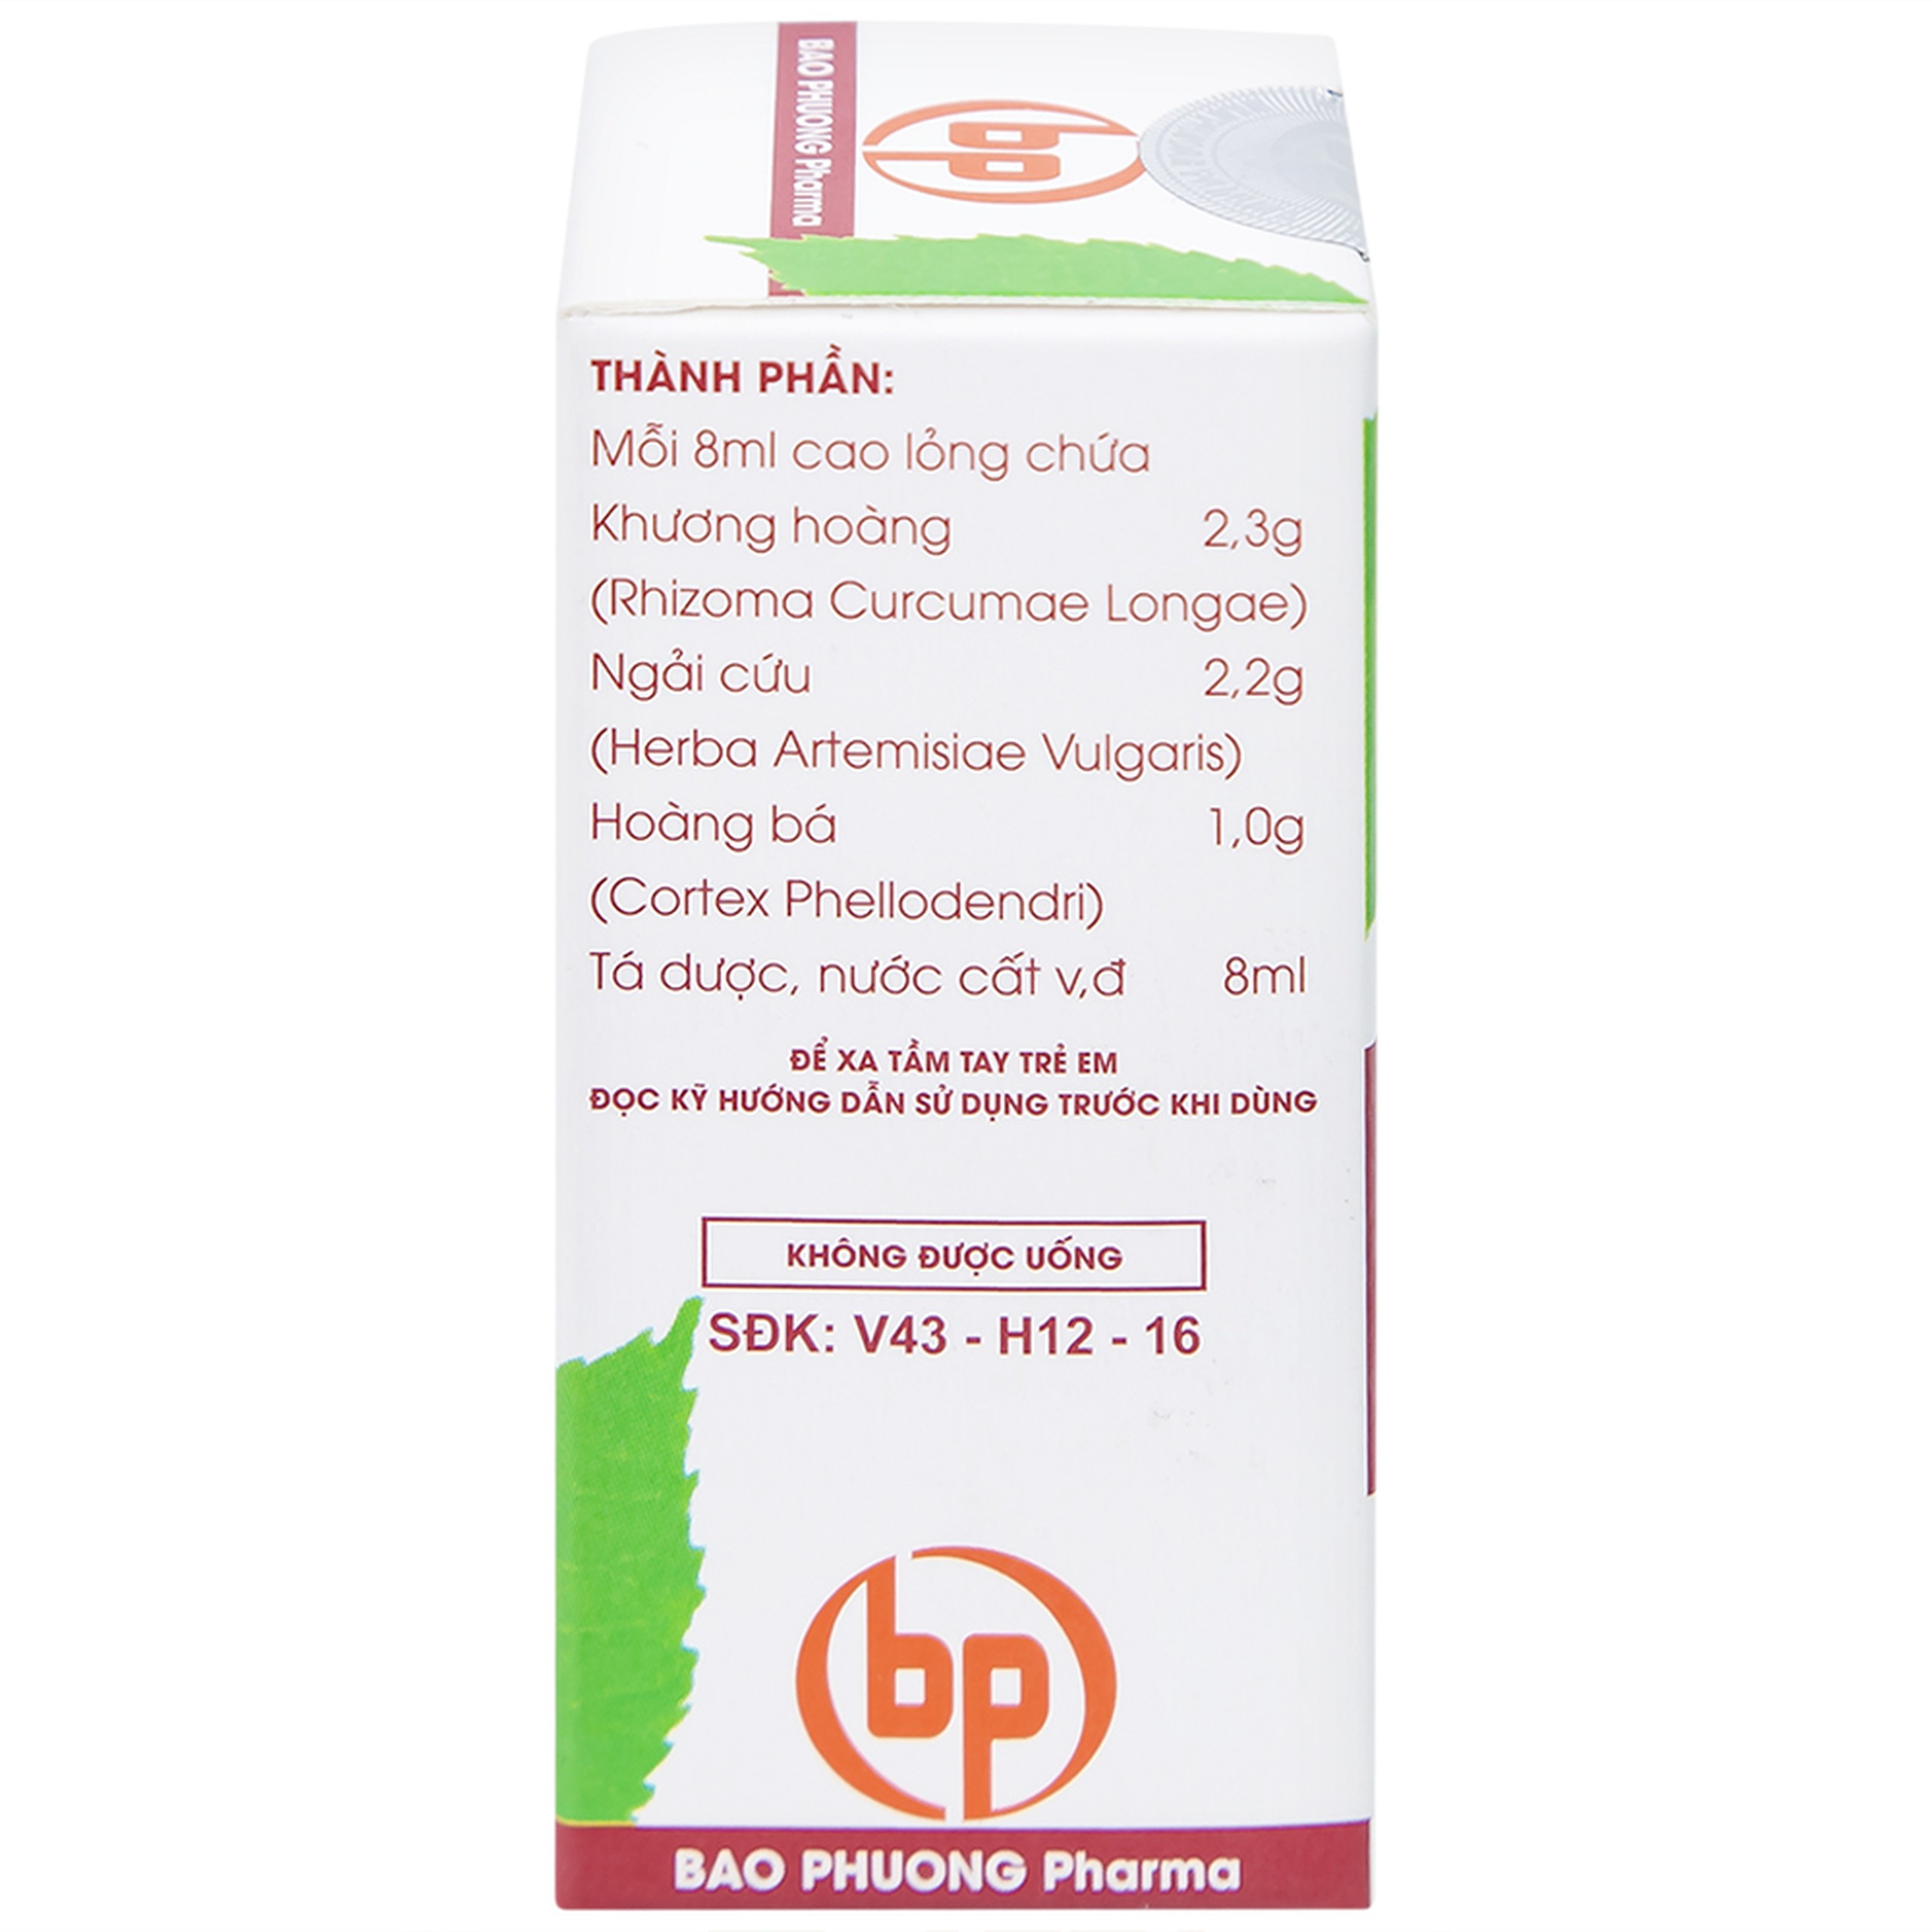 BAO PHUONG Pharma
bp
THÀNH PHẦN:
Mỗi 8ml cao lỏng chứa
Khương hoàng 2,3g
(Rhizoma Curcumae Longae)
Ngải cứu 2,2g
(Herba Artemisiae Vulgaris)
Hoàng bá 1,0g
(Cortex Phellodendri)
Tá dược, nước cất v,đ 8ml
ĐỂ XA TẦM TAY TRẺ EM
ĐỌC KỸ HƯỚNG DẪN SỬ DỤNG TRƯỚC KHI DÙNG
KHÔNG ĐƯỢC UỐNG
SĐK: V43 - H12 - 16
bp
BAO PHUONG Pharma